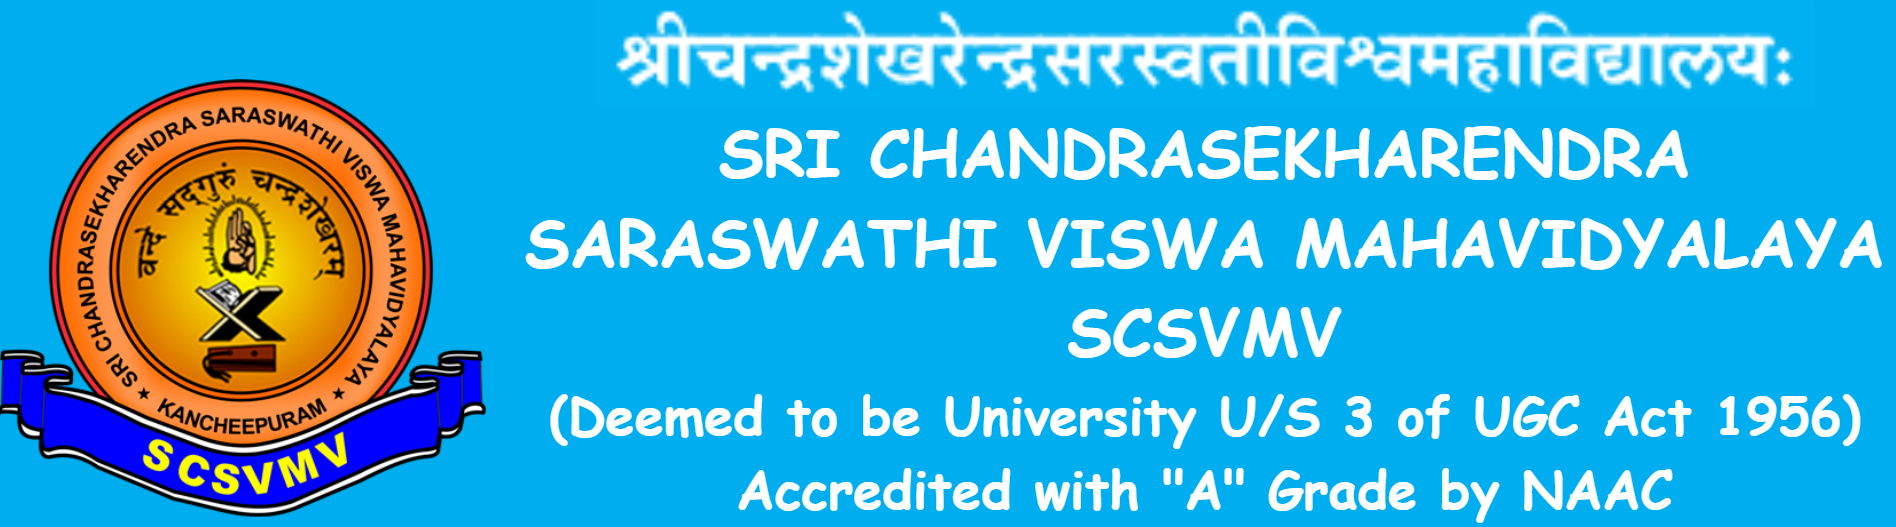 SRI CHANDRASEKHARENDRA SARASWATHI VISWA MAHAVIDYALAYA
वन्दे सद्गुरुं चन्द्रशेखरम्
★ KANCHEEPURAM ★
SCSVMV
श्रीचन्द्रशेखरेन्द्रसरस्वतीविश्वमहाविद्यालयः
SRI CHANDRASEKHARENDRA
SARASWATHI VISWA MAHAVIDYALAYA
SCSVMV
(Deemed to be University U/S 3 of UGC Act 1956)
Accredited with "A" Grade by NAAC